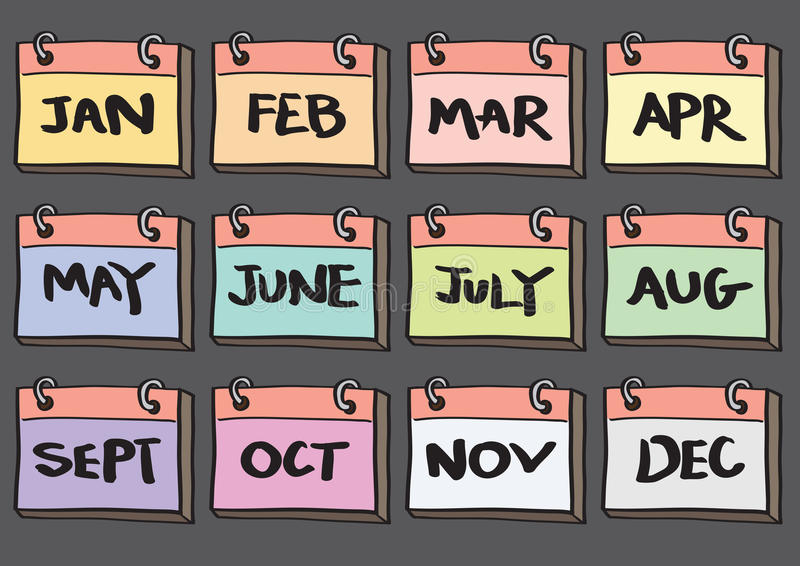 JAN FEB MAR APR
MAY JUNE JULY AUG
SEPT OCT NOV DEC